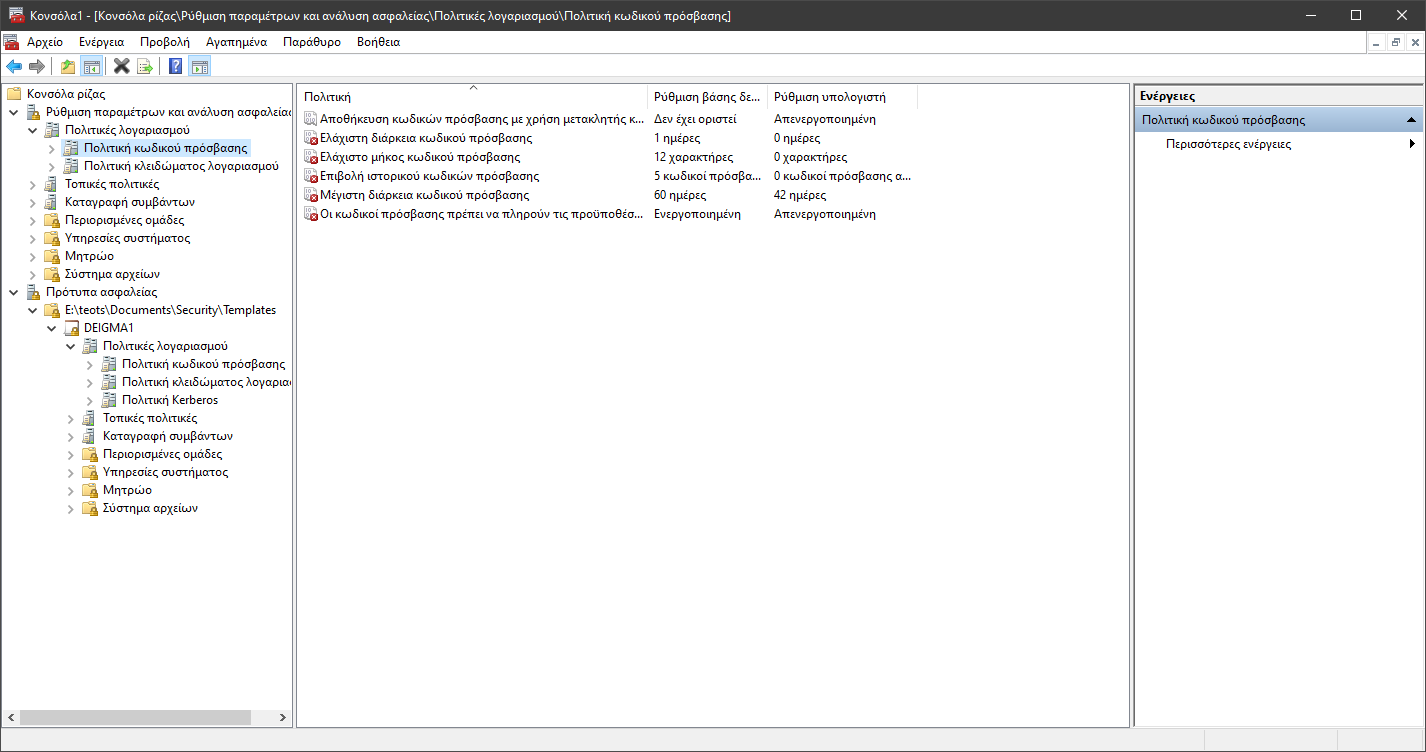 Κονσόλα1 - [Κονσόλα ρίζας\Ρύθμιση παραμέτρων και ανάλυση ασφαλείας\Πολιτικές λογαριασμού\Πολιτική κωδικού πρόσβασης]
Αρχείο Ενέργεια Προβολή Αγαπημένα Παράθυρο Βοήθεια
Κονσόλα ρίζας
Ρύθμιση παραμέτρων και ανάλυση ασφαλείας
Πολιτικές λογαριασμού
Πολιτική κωδικού πρόσβασης
Πολιτική κλειδώματος λογαριασμού
Τοπικές πολιτικές
Καταγραφή συμβάντων
Περιορισμένες ομάδες
Υπηρεσίες συστήματος
Μητρώο
Σύστημα αρχείων
Πρότυπα ασφαλείας
E:\teots\Documents\Security\Templates
DEIGMA1
Πολιτικές λογαριασμού
Πολιτική κωδικού πρόσβασης
Πολιτική κλειδώματος λογαρια
Πολιτική Kerberos
Τοπικές πολιτικές
Καταγραφή συμβάντων
Περιορισμένες ομάδες
Υπηρεσίες συστήματος
Μητρώο
Σύστημα αρχείων
Πολιτική Ρύθμιση βάσης δε... Ρύθμιση υπολογιστή
Αποθήκευση κωδικών πρόσβασης με χρήση μετακλητής κ... Δεν έχει οριστεί Απενεργοποιημένη
Ελάχιστη διάρκεια κωδικού πρόσβασης 1 ημέρες 0 ημέρες
Ελάχιστο μήκος κωδικού πρόσβασης 12 χαρακτήρες 0 χαρακτήρες
Επιβολή ιστορικού κωδικών πρόσβασης 5 κωδικοί πρόσβα... 0 κωδικοί πρόσβασης α...
Μέγιστη διάρκεια κωδικού πρόσβασης 60 ημέρες 42 ημέρες
Οι κωδικοί πρόσβασης πρέπει να πληρούν τις προϋποθέσ... Ενεργοποιημένη Απενεργοποιημένη
Ενέργειες
Πολιτική κωδικού πρόσβασης
Περισσότερες ενέργειες